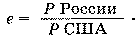 e = P России / P США .